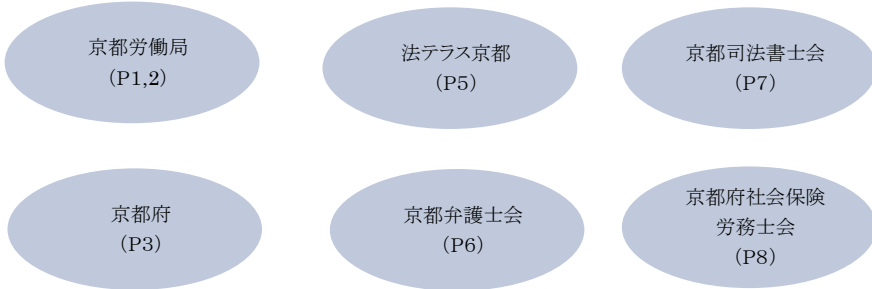 京都労働局
(P1,2)
法テラス京都
(P5)
京都司法書士会
(P7)
京都府
(P3)
京都弁護士会
(P6)
京都府社会保険
労務士会
(P8)